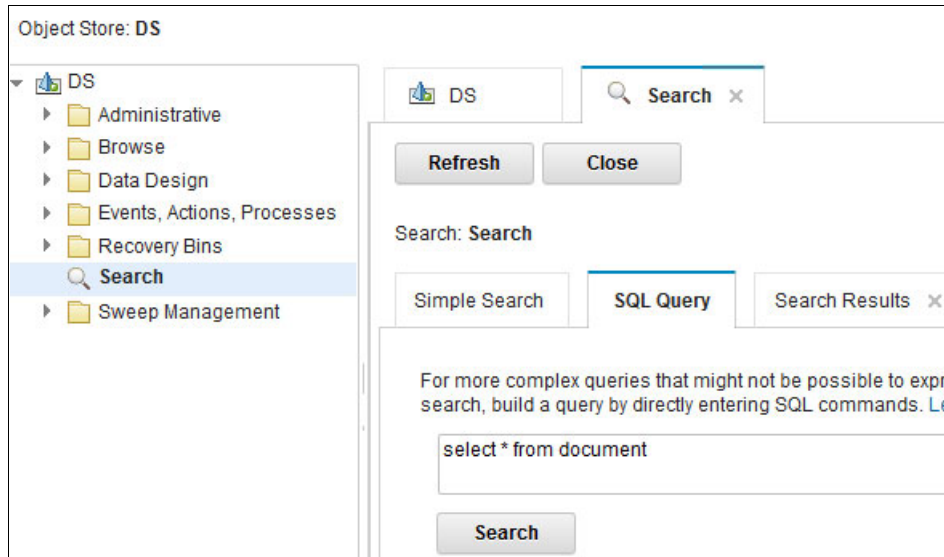 Object Store: DS
DS
Administrative
Browse
Data Design
Events, Actions, Processes
Recovery Bins
Search
Sweep Management
DS
Search
Refresh
Close
Search: Search
Simple Search
SQL Query
Search Results
For more complex queries that might not be possible to
search, build a query by directly entering SQL commands.
select * from document
Search